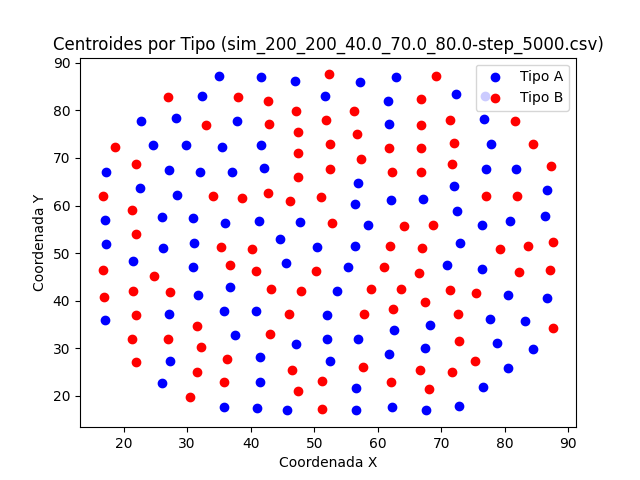 Centroides por Tipo (sim_200_200_40.0_70.0_80.0-step_5000.csv)
Tipo A
Tipo B
90
80
70
60
50
40
30
20
Coordenada Y
20 30 40 50 60 70 80 90
Coordenada X